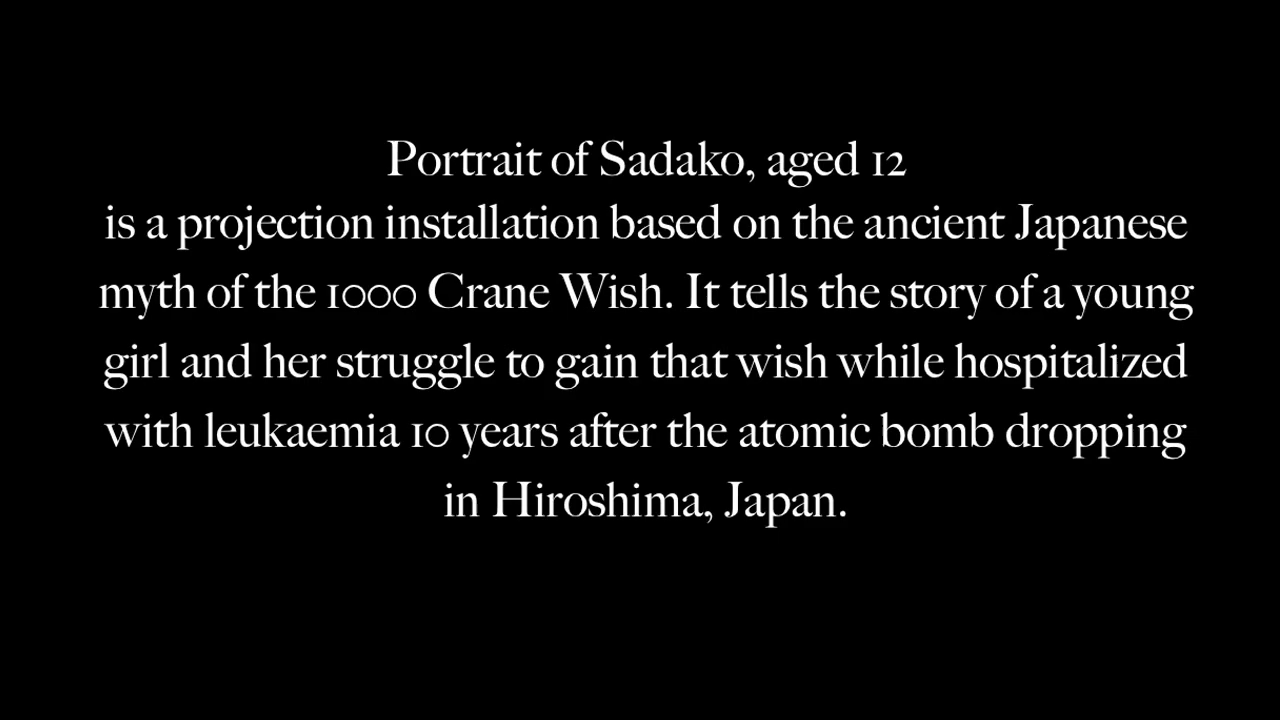 Portrait of Sadako, aged 12
is a projection installation based on the ancient Japanese
myth of the 1000 Crane Wish. It tells the story of a young
girl and her struggle to gain that wish while hospitalized
with leukaemia 10 years after the atomic bomb dropping
in Hiroshima, Japan.